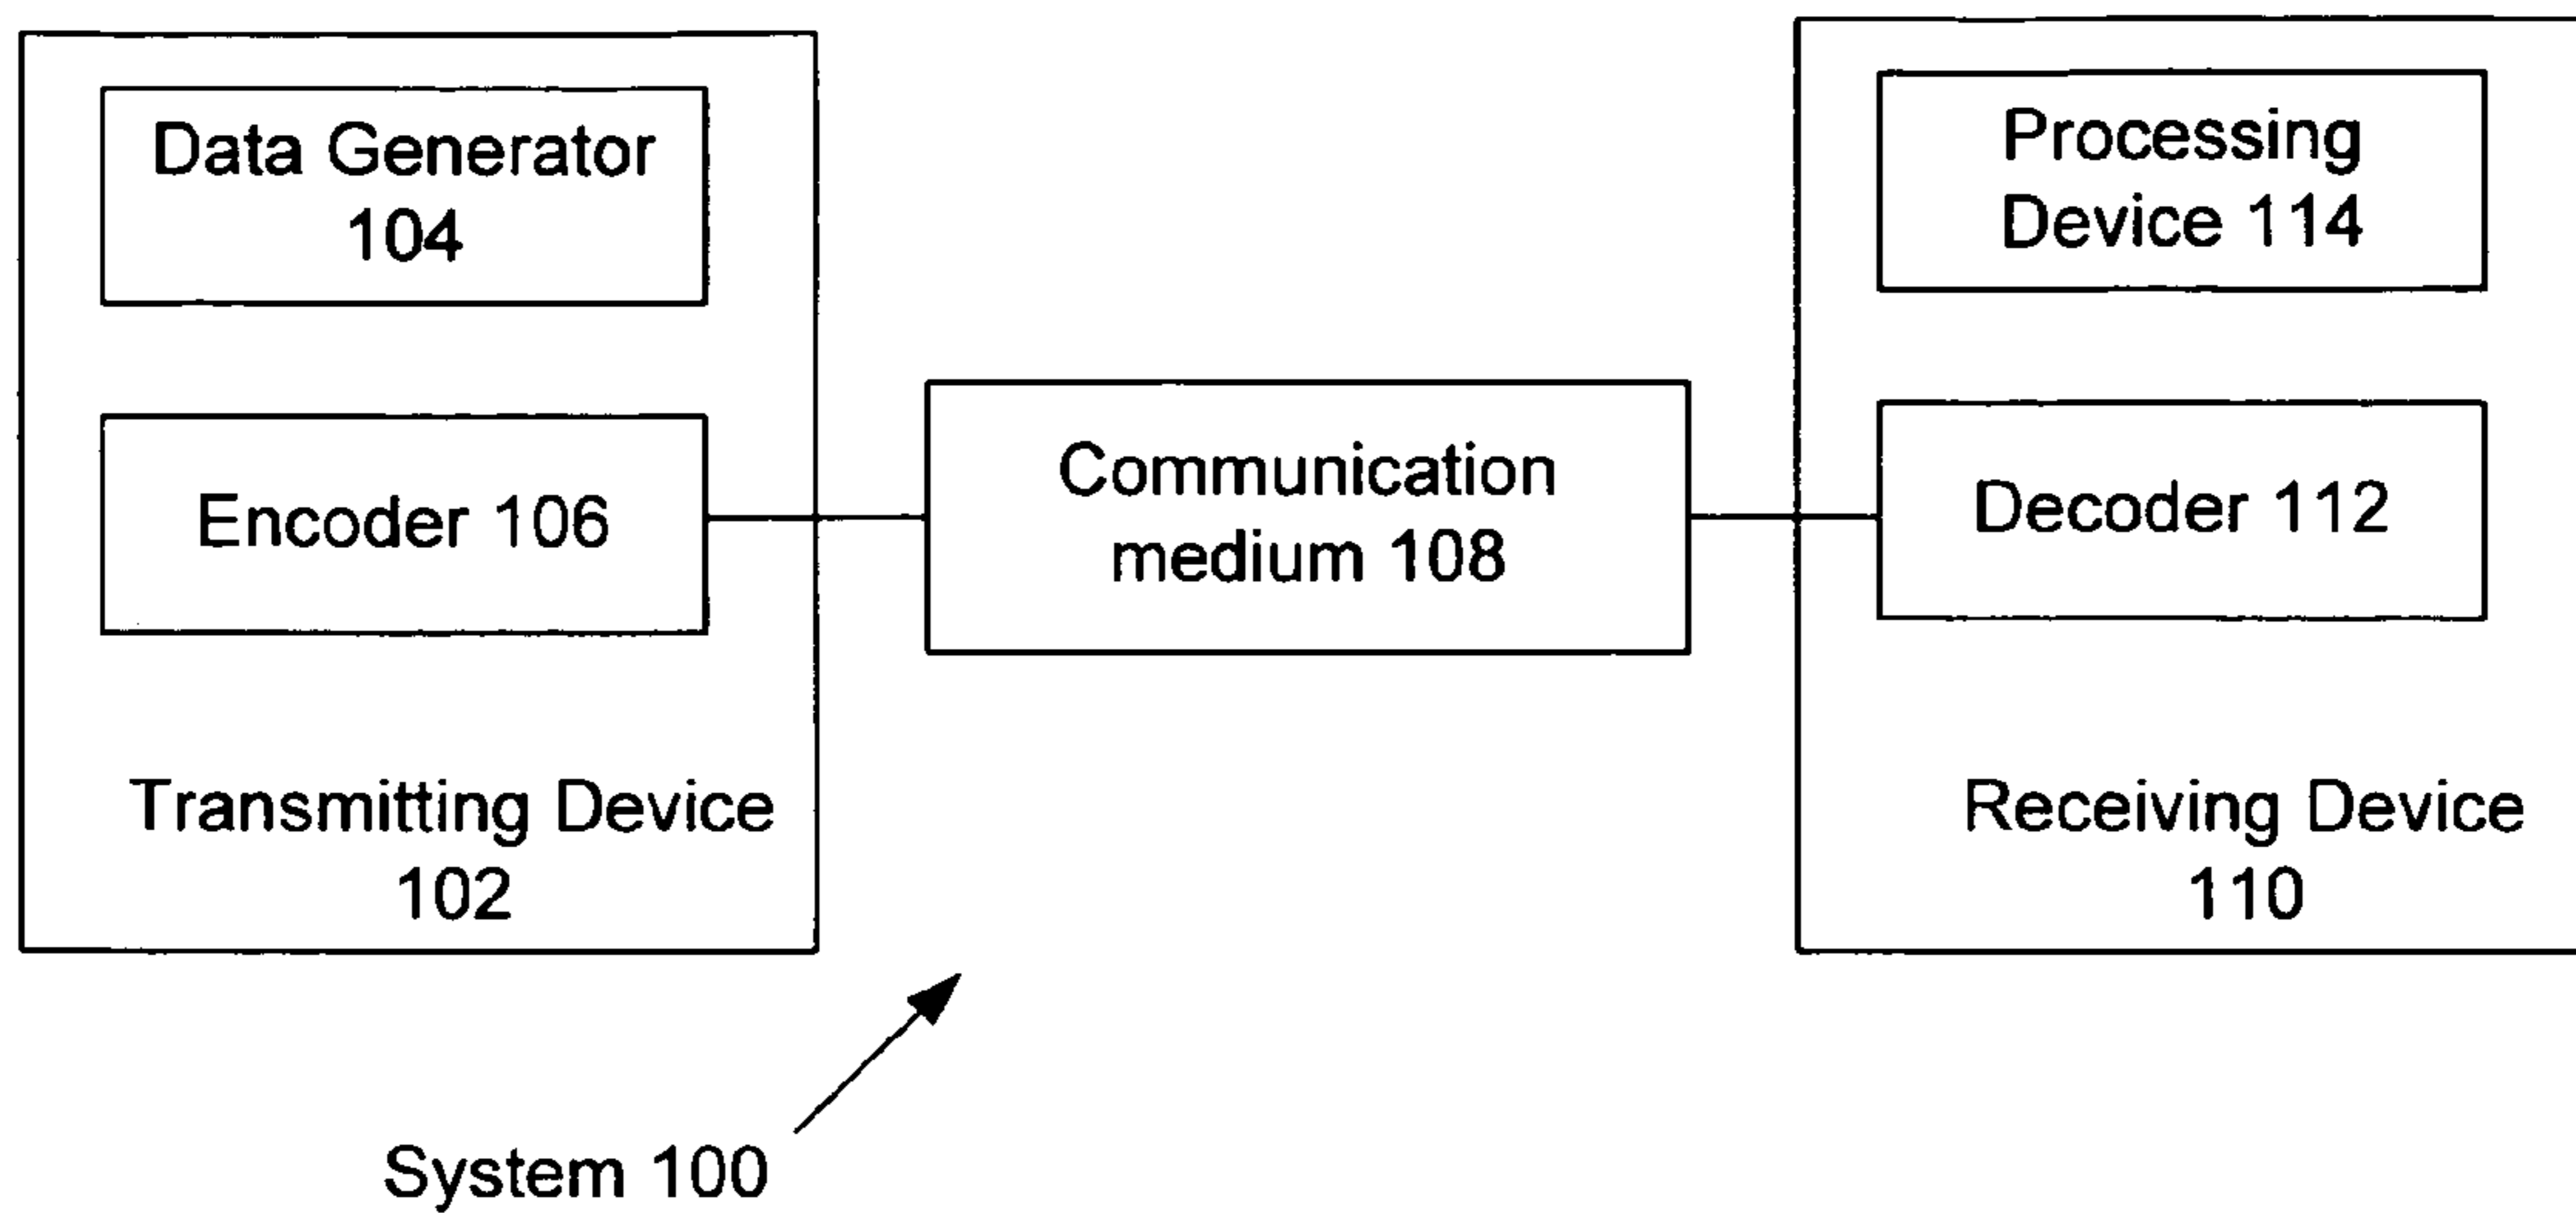 Data Generator
104
Encoder 106
Transmitting Device
102
Communication
medium 108
Processing
Device 114
Decoder 112
Receiving Device
110
System 100